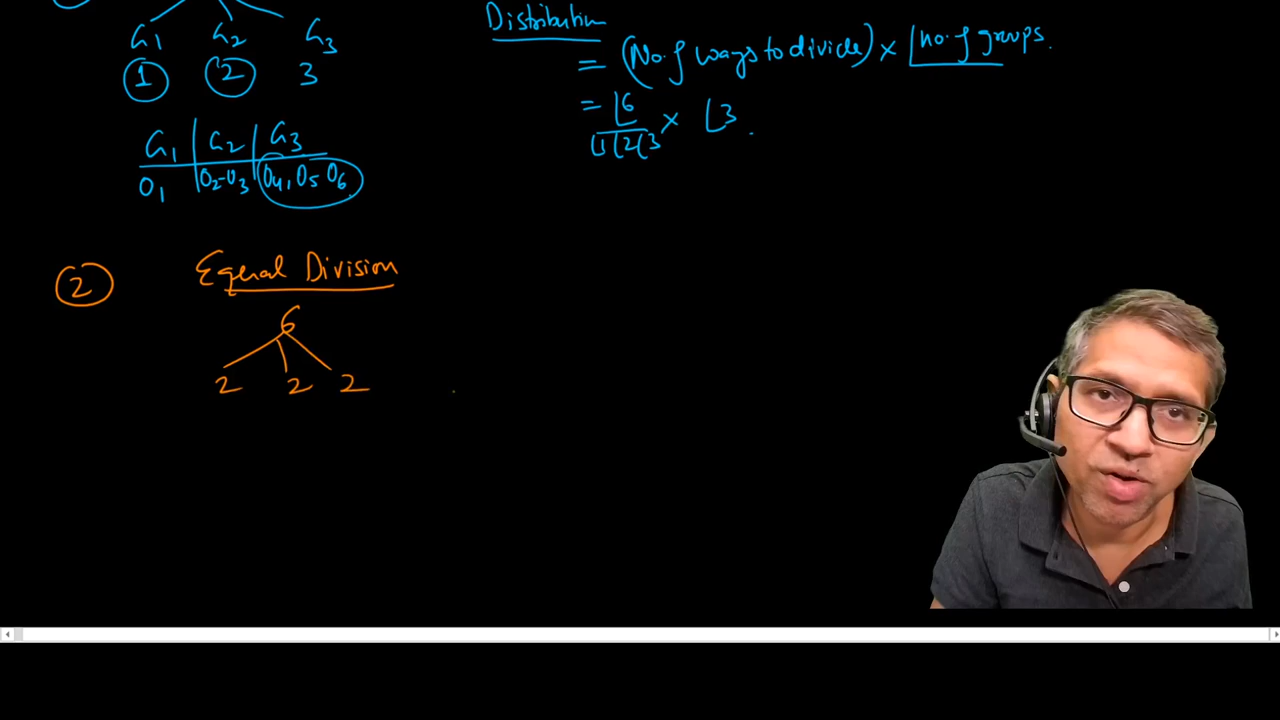 G1 G2 G3
1 2 3
G1 G2 G3
O1 O2-O3 O4, O5 O6
Distribution
= (No. of ways to divide) × ⌊no. of groups.
= ⌊6 / ⌊1 ⌊2 ⌊3 × ⌊3.
2 Equal Division
6
2 2 2